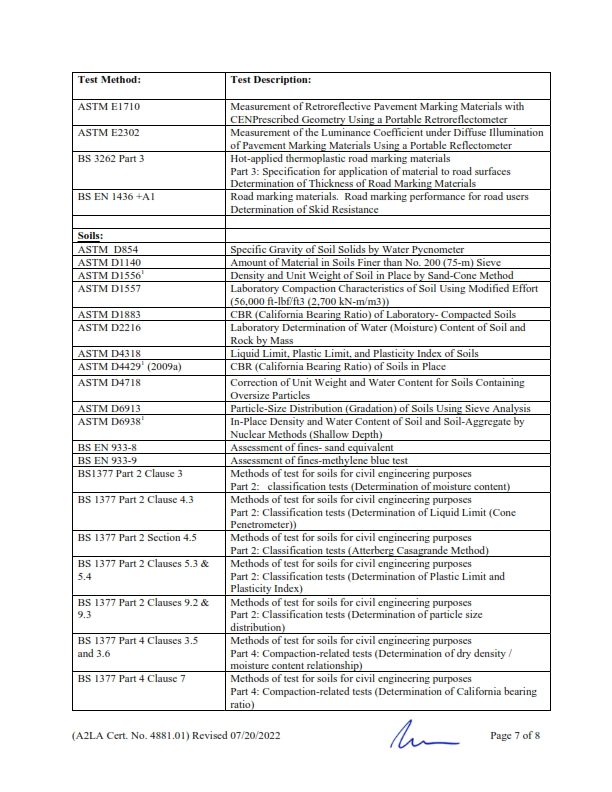 Test Method: Test Description:
ASTM E1710 Measurement of Retroreflective Pavement Marking Materials with
CENPrescribed Geometry Using a Portable Retroreflectometer
ASTM E2302 Measurement of the Luminance Coefficient under Diffuse Illumination
of Pavement Marking Materials Using a Portable Reflectometer
BS 3262 Part 3 Hot-applied thermoplastic road marking materials
Part 3: Specification for application of material to road surfaces
Determination of Thickness of Road Marking Materials
BS EN 1436 +A1 Road marking materials. Road marking performance for road users
Determination of Skid Resistance
Soils:
ASTM D854 Specific Gravity of Soil Solids by Water Pycnometer
ASTM D1140 Amount of Material in Soils Finer than No. 200 (75-m) Sieve
ASTM D1556¹ Density and Unit Weight of Soil in Place by Sand-Cone Method
ASTM D1557 Laboratory Compaction Characteristics of Soil Using Modified Effort
(56,000 ft-lbf/ft3 (2,700 kN-m/m3))
ASTM D1883 CBR (California Bearing Ratio) of Laboratory- Compacted Soils
ASTM D2216 Laboratory Determination of Water (Moisture) Content of Soil and
Rock by Mass
ASTM D4318 Liquid Limit, Plastic Limit, and Plasticity Index of Soils
ASTM D4429¹ (2009a) CBR (California Bearing Ratio) of Soils in Place
ASTM D4718 Correction of Unit Weight and Water Content for Soils Containing
Oversize Particles
ASTM D6913 Particle-Size Distribution (Gradation) of Soils Using Sieve Analysis
ASTM D6938¹ In-Place Density and Water Content of Soil and Soil-Aggregate by
Nuclear Methods (Shallow Depth)
BS EN 933-8 Assessment of fines- sand equivalent
BS EN 933-9 Assessment of fines-methylene blue test
BS1377 Part 2 Clause 3 Methods of test for soils for civil engineering purposes
Part 2: classification tests (Determination of moisture content)
BS 1377 Part 2 Clause 4.3 Methods of test for soils for civil engineering purposes
Part 2: Classification tests (Determination of Liquid Limit (Cone
Penetrometer))
BS 1377 Part 2 Section 4.5 Methods of test for soils for civil engineering purposes
Part 2: Classification tests (Atterberg Casagrande Method)
BS 1377 Part 2 Clauses 5.3 & Methods of test for soils for civil engineering purposes
5.4 Part 2: Classification tests (Determination of Plastic Limit and
Plasticity Index)
BS 1377 Part 2 Clauses 9.2 & Methods of test for soils for civil engineering purposes
9.3 Part 2: Classification tests (Determination of particle size
distribution)
BS 1377 Part 4 Clauses 3.5 Methods of test for soils for civil engineering purposes
and 3.6 Part 4: Compaction-related tests (Determination of dry density /
moisture content relationship)
BS 1377 Part 4 Clause 7 Methods of test for soils for civil engineering purposes
Part 4: Compaction-related tests (Determination of California bearing
ratio)
(A2LA Cert. No. 4881.01) Revised 07/20/2022 Page 7 of 8